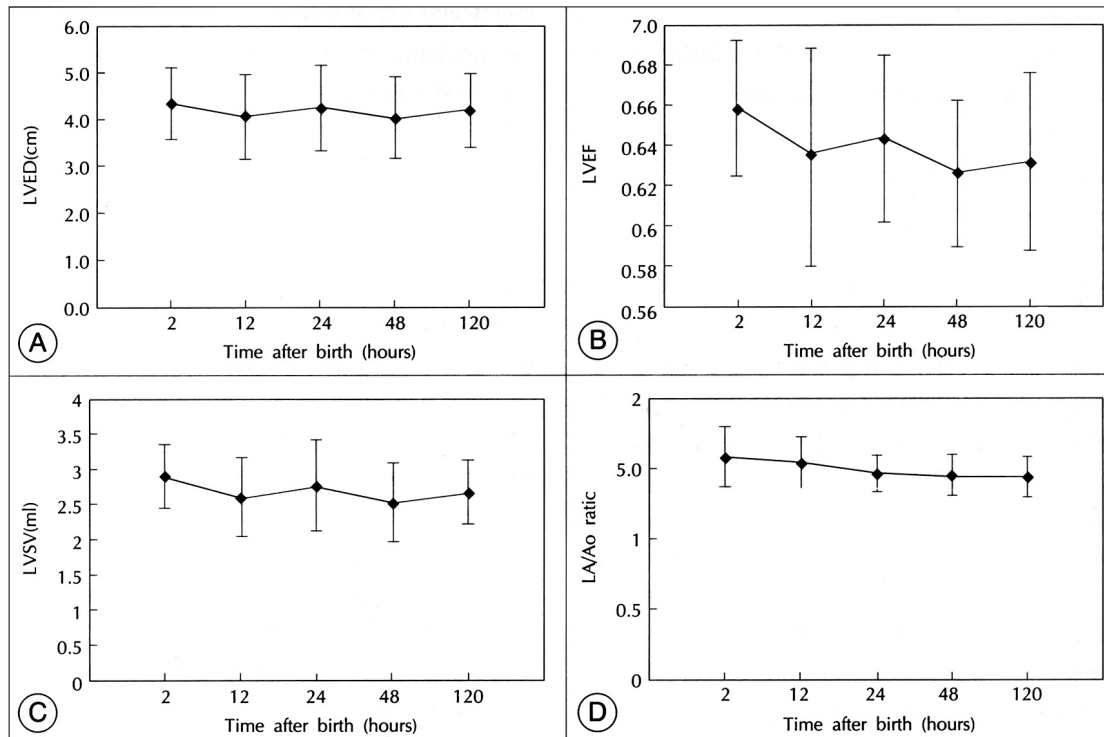 6.0
5.0
4.0
3.0
2.0
1.0
0.0
LVED(cm)
2 12 24 48 120
Time after birth (hours)
A
7.0
0.68
0.66
0.64
0.62
0.6
0.58
0.56
LVEF
2 12 24 48 120
Time after birth (hours)
B
4
3.5
3
2.5
2
1.5
1
0.5
0
LVSV(ml)
2 12 24 48 120
Time after birth (hours)
C
2
5.0
1
0.5
0
LA/Ao ratic
2 12 24 48 120
Time after birth (hours)
D